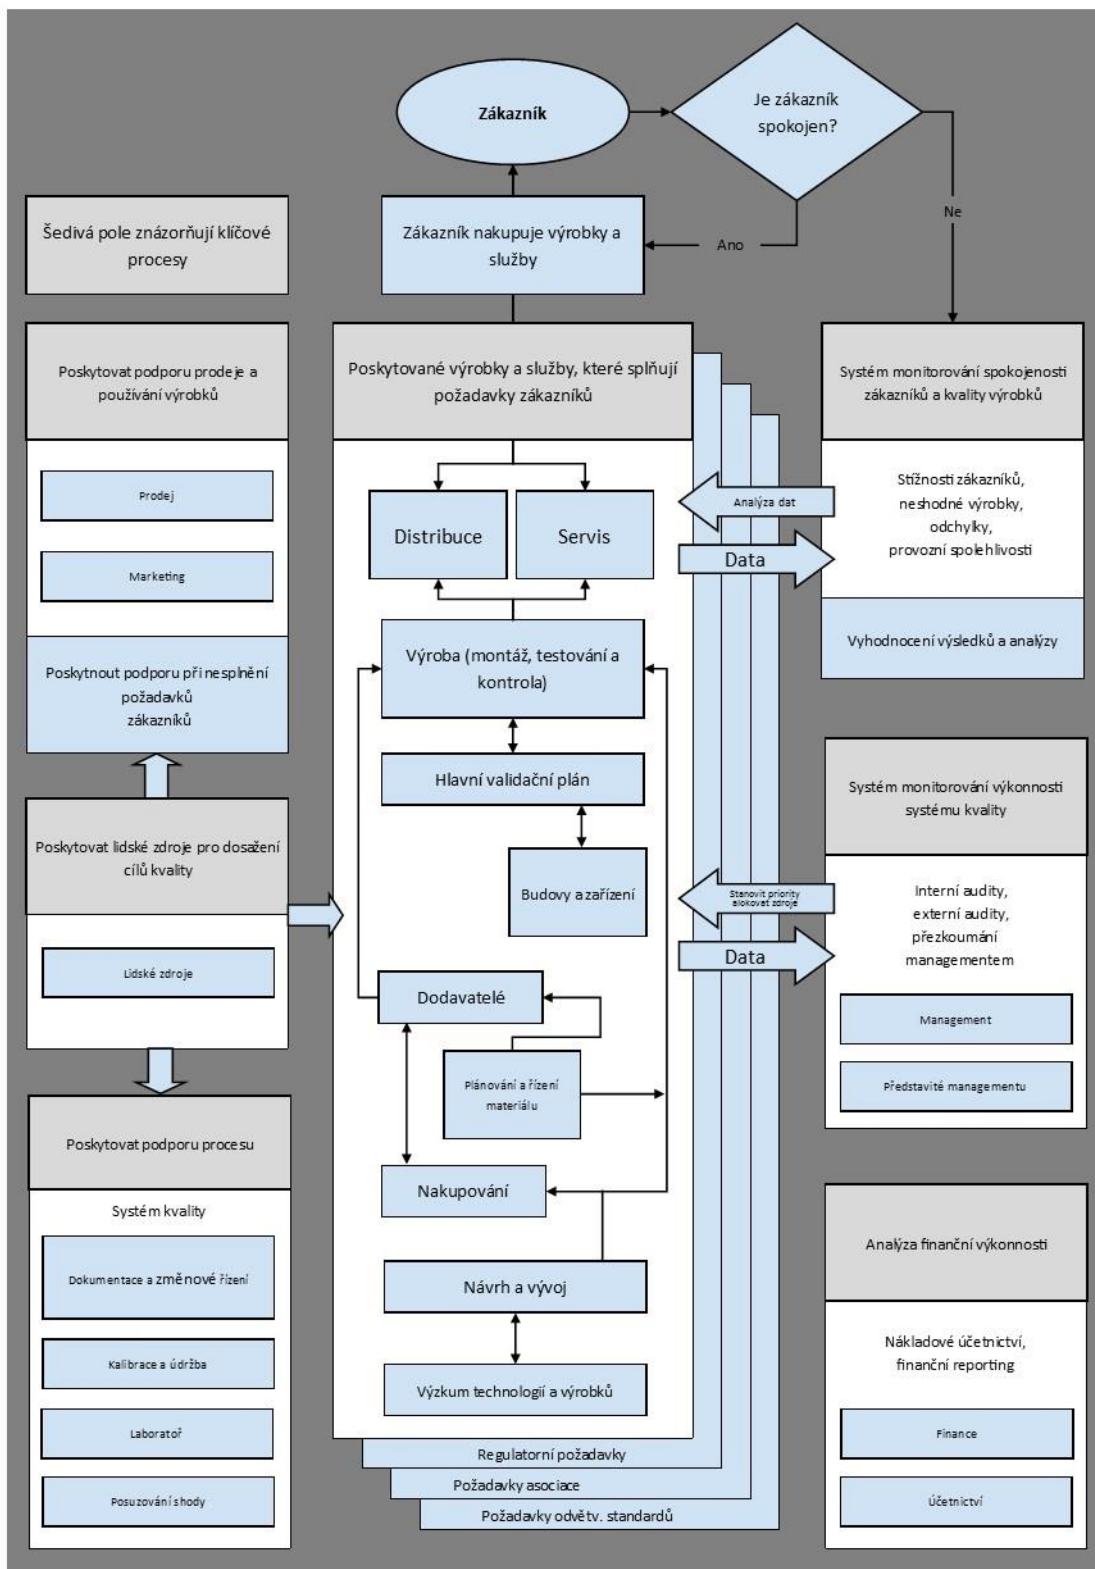 Zákazník
Je zákazník
spokojen?
Ne
Ano
Zákazník nakupuje výrobky a
služby
Šedivá pole znázorňují klíčové
procesy
Poskytovat podporu prodeje a
používání výrobků
Prodej
Marketing
Poskytnout podporu při nesplnění
požadavků
zákazníků
Poskytovat lidské zdroje pro dosažení
cílů kvality
Lidské zdroje
Poskytovat podporu procesu
Systém kvality
Dokumentace a změnové řízení
Kalibrace a údržba
Laboratoř
Posuzování shody
Poskytované výrobky a služby, které splňují
požadavky zákazníků
Distribuce
Servis
Výroba (montáž, testování a
kontrola)
Hlavní validační plán
Budovy a zařízení
Dodavatelé
Plánování a řízení
materiálu
Nakupování
Návrh a vývoj
Výzkum technologií a výrobků
Regulatorní požadavky
Požadavky asociace
Požadavky odvětv. standardů
Analýza dat
Data
Stanovit priority
alokovat zdroje
Data
Systém monitorování spokojenosti
zákazníků a kvality výrobků
Stížnosti zákazníků,
neshodné výrobky,
odchylky,
provozní spolehlivosti
Vyhodnocení výsledků a analýzy
Systém monitorování výkonnosti
systému kvality
Interní audity,
externí audity,
přezkoumání
managementem
Management
Představité managementu
Analýza finanční výkonnosti
Nákladové účetnictví,
finanční reporting
Finance
Účetnictví